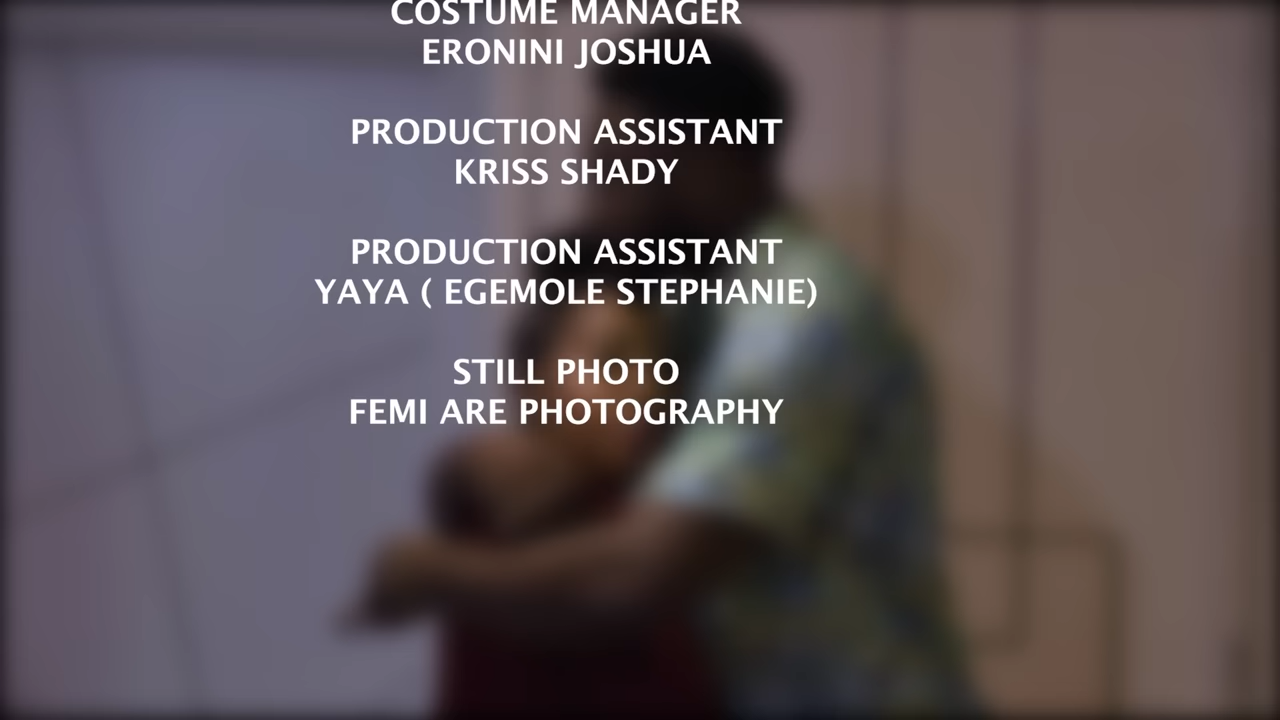 COSTUME MANAGER
ERONINI JOSHUA
PRODUCTION ASSISTANT
KRISS SHADY
PRODUCTION ASSISTANT
YAYA ( EGEMOLE STEPHANIE)
STILL PHOTO
FEMI ARE PHOTOGRAPHY